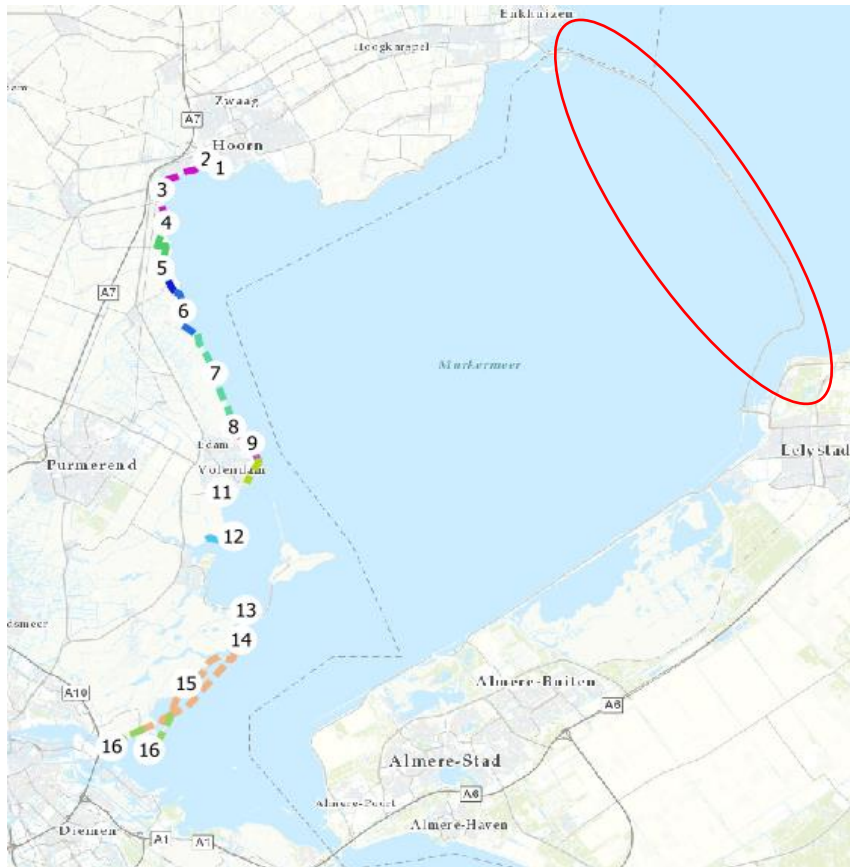 Enkhuizen
Hoogkarspel
Zwaag
A7
Hoorn
2
1
3
4
5
A7
6
Markermeer
7
8
Edam
9
Purmerend
Volendam
Lelystad
11
12
13
14
15
Almere-Buiten
A10
A6
16
16
Almere-Stad
A6
Almere-Poort
Almere-Haven
Diemen
A1
A1